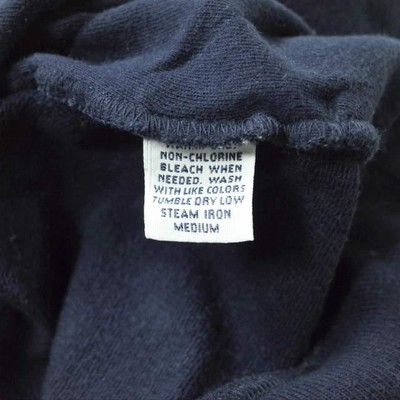 NON-CHLORINE
BLEACH WHEN
NEEDED. WASH
WITH LIKE COLORS
TUMBLE DRY LOW
STEAM IRON
MEDIUM